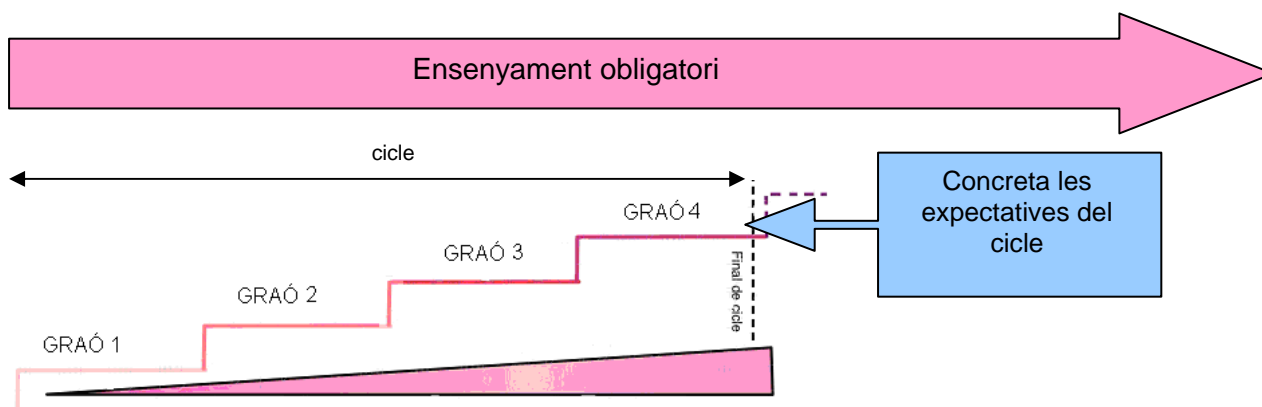 Ensenyament obligatori
cicle
Concreta les
expectatives del
cicle
GRAÓ 4
GRAÓ 3
GRAÓ 2
GRAÓ 1
Final de cicle